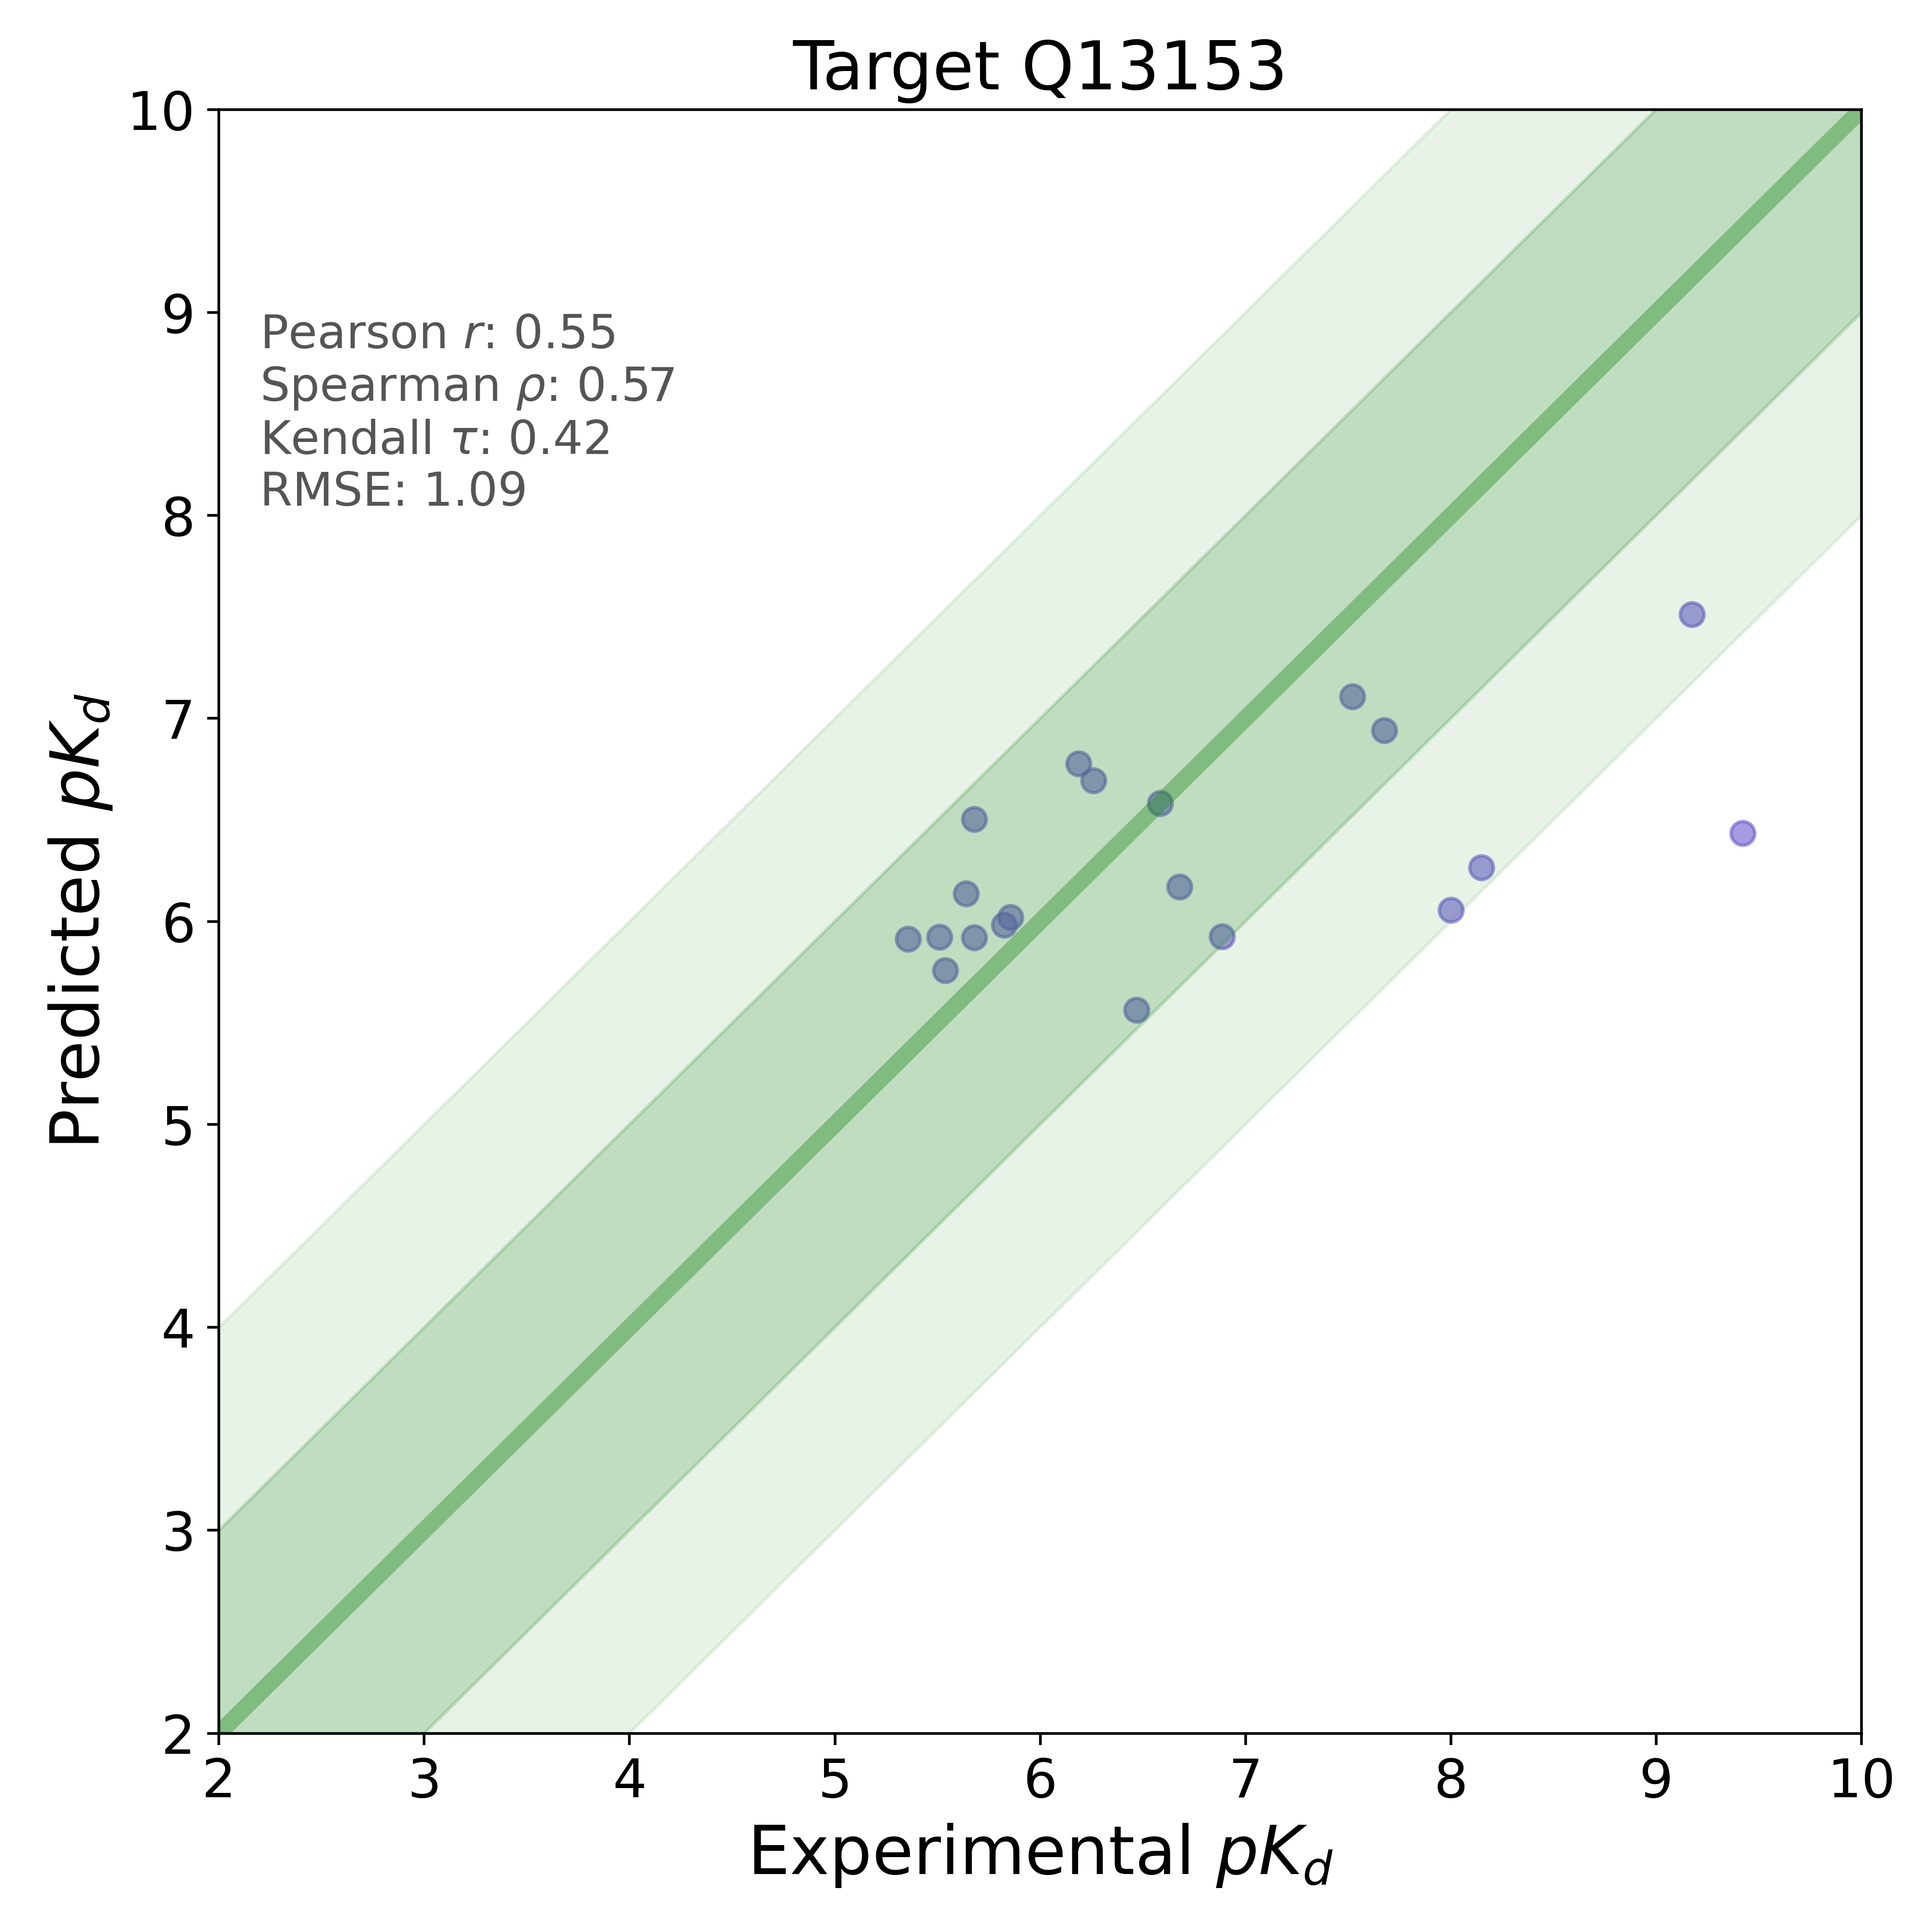 Target Q13153
10
9
8
7
6
5
4
3
2
Pearson r: 0.55
Spearman ρ: 0.57
Kendall τ: 0.42
RMSE: 1.09
Predicted pK_d
2 3 4 5 6 7 8 9 10
Experimental pK_d